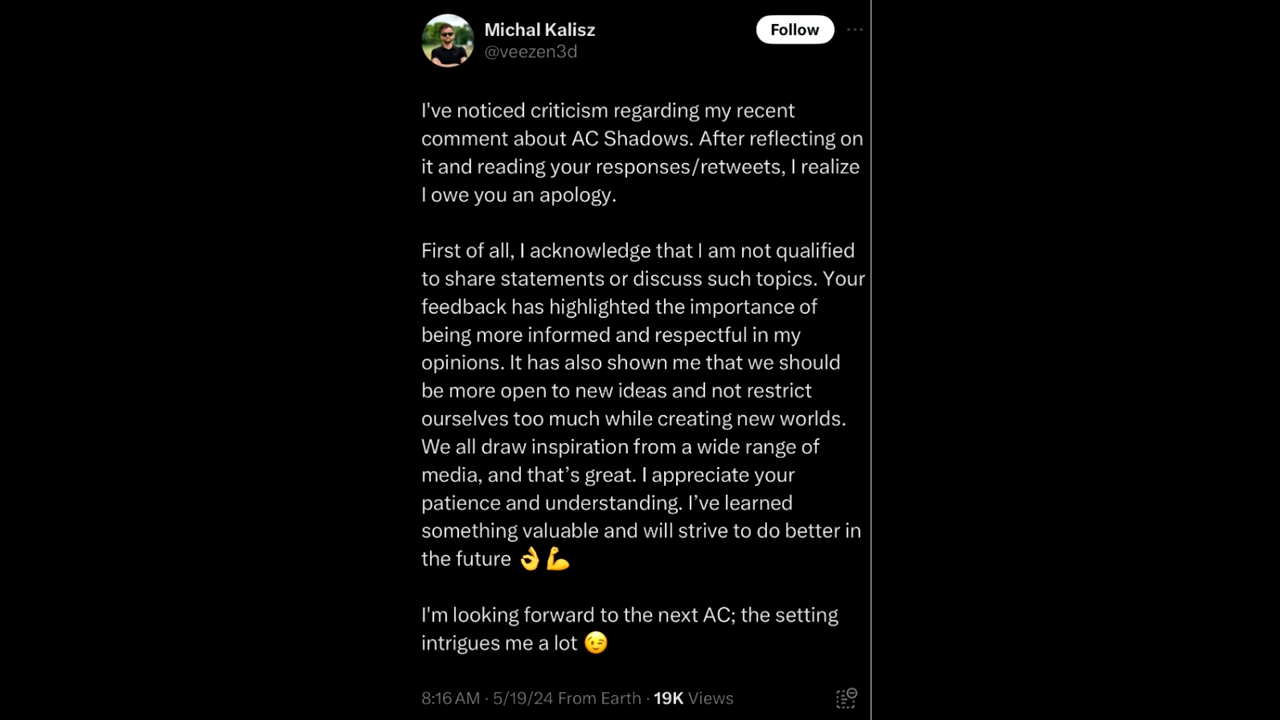 Michal Kalisz
Follow
@veezen3d
I've noticed criticism regarding my recent
comment about AC Shadows. After reflecting on
it and reading your responses/retweets, I realize
I owe you an apology.
First of all, I acknowledge that I am not qualified
to share statements or discuss such topics. Your
feedback has highlighted the importance of
being more informed and respectful in my
opinions. It has also shown me that we should
be more open to new ideas and not restrict
ourselves too much while creating new worlds.
We all draw inspiration from a wide range of
media, and that’s great. I appreciate your
patience and understanding. I’ve learned
something valuable and will strive to do better in
the future 👌💪
I'm looking forward to the next AC; the setting
intrigues me a lot 😉
8:16 AM · 5/19/24 From Earth · 19K Views